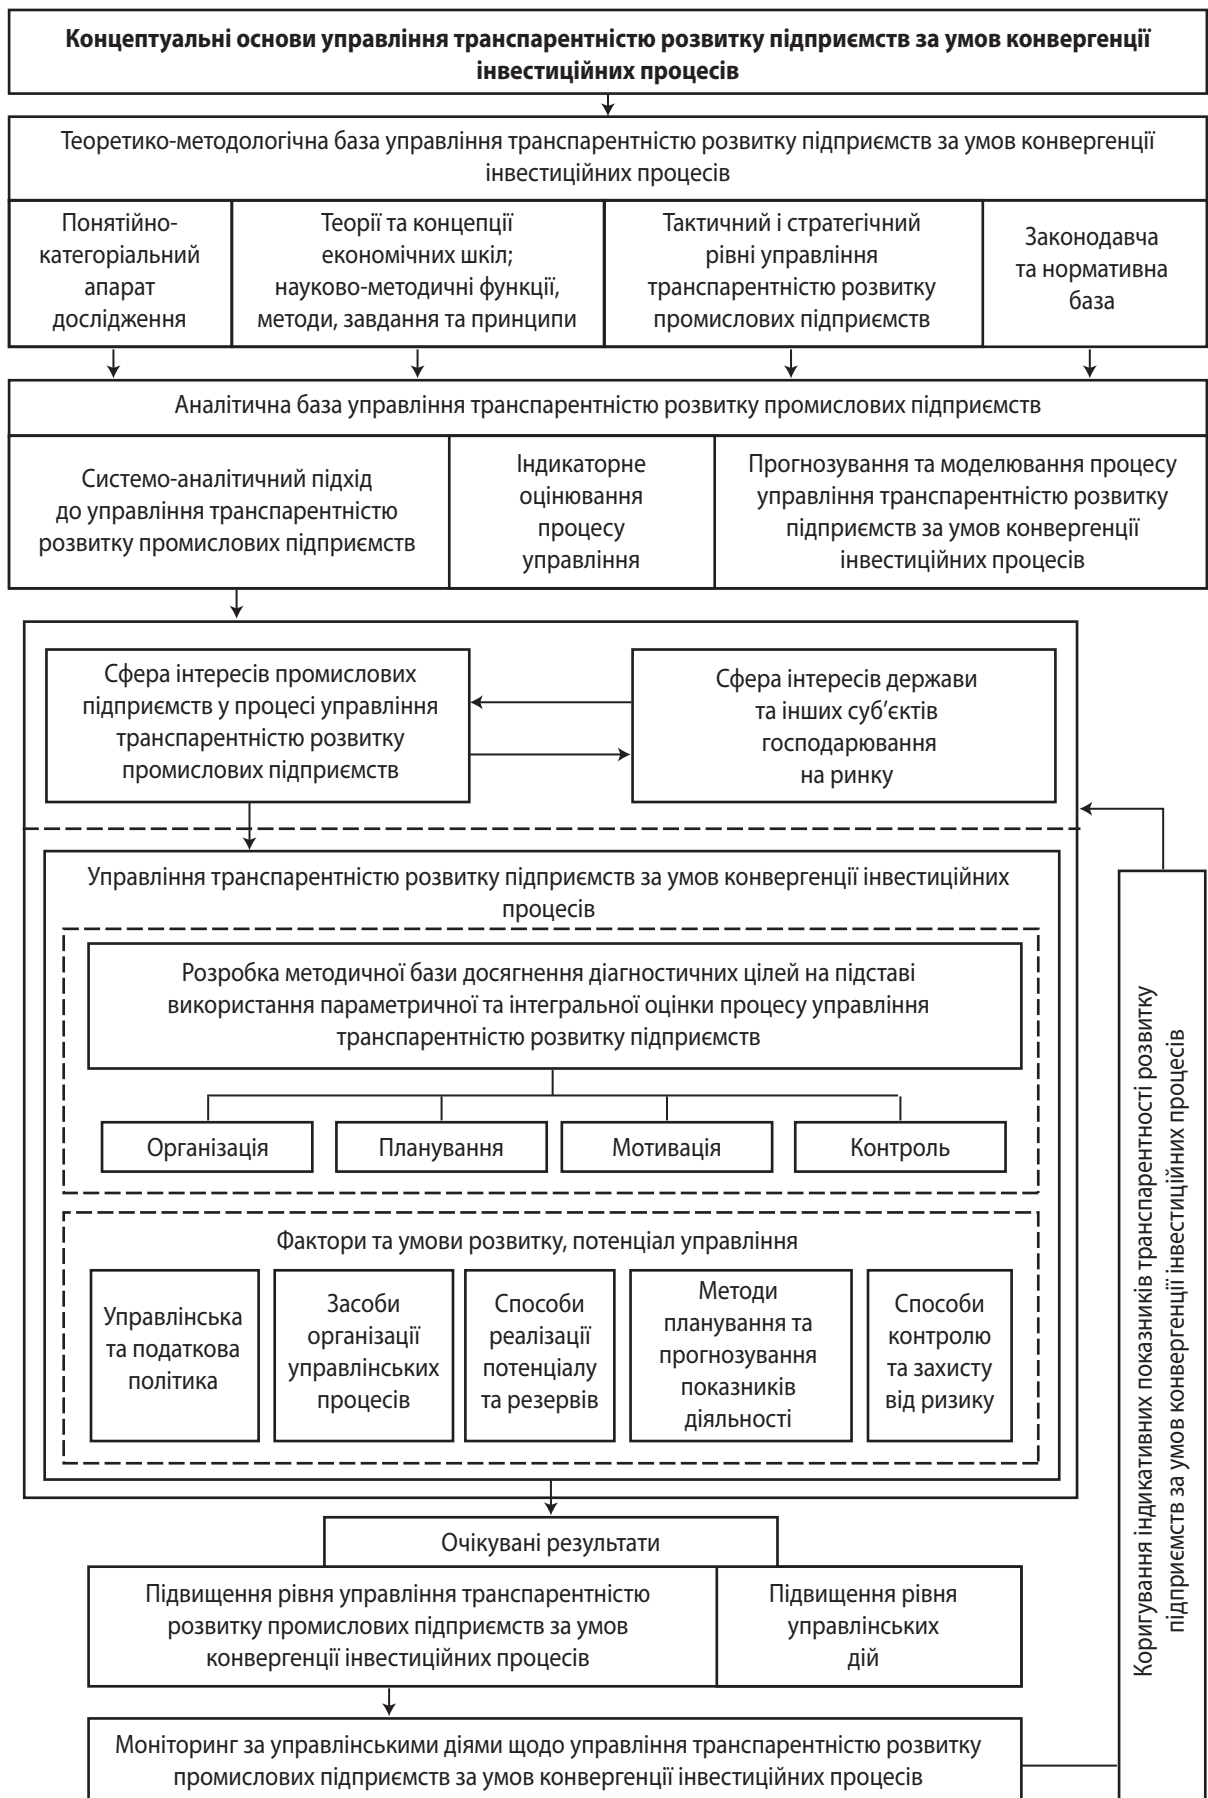 Концептуальні основи управління транспарентністю розвитку підприємств за умов конвергенції
інвестиційних процесів
Теоретико-методологічна база управління транспарентністю розвитку підприємств за умов конвергенції
інвестиційних процесів
Понятійно-
категоріальний
апарат
дослідження
Теорії та концепції
економічних шкіл;
науково-методичні функції,
методи, завдання та принципи
Тактичний і стратегічний
рівні управління
транспарентністю розвитку
промислових підприємств
Законодавча
та нормативна
база
Аналітична база управління транспарентністю розвитку промислових підприємств
Системо-аналітичний підхід
до управління транспарентністю
розвитку промислових підприємств
Індикаторне
оцінювання
процесу
управління
Прогнозування та моделювання процесу
управління транспарентністю розвитку
підприємств за умов конвергенції
інвестиційних процесів
Сфера інтересів промислових
підприємств у процесі управління
транспарентністю розвитку
промислових підприємств
Сфера інтересів держави
та інших суб’єктів
господарювання
на ринку
Управління транспарентністю розвитку підприємств за умов конвергенції інвестиційних
процесів
Розробка методичної бази досягнення діагностичних цілей на підставі
використання параметричної та інтегральної оцінки процесу управління
транспарентністю розвитку підприємств
Організація
Планування
Мотивація
Контроль
Фактори та умови розвитку, потенціал управління
Управлінська
та податкова
політика
Засоби
організації
управлінських
процесів
Способи
реалізації
потенціалу
та резервів
Методи
планування та
прогнозування
показників
діяльності
Способи
контролю
та захисту
від ризику
Очікувані результати
Підвищення рівня управління транспарентністю
розвитку промислових підприємств за умов
конвергенції інвестиційних процесів
Підвищення рівня
управлінських
дій
Моніторинг за управлінськими діями щодо управління транспарентністю розвитку
промислових підприємств за умов конвергенції інвестиційних процесів
Коригування індикативних показників транспарентності розвитку
підприємств за умов конвергенції інвестиційних процесів